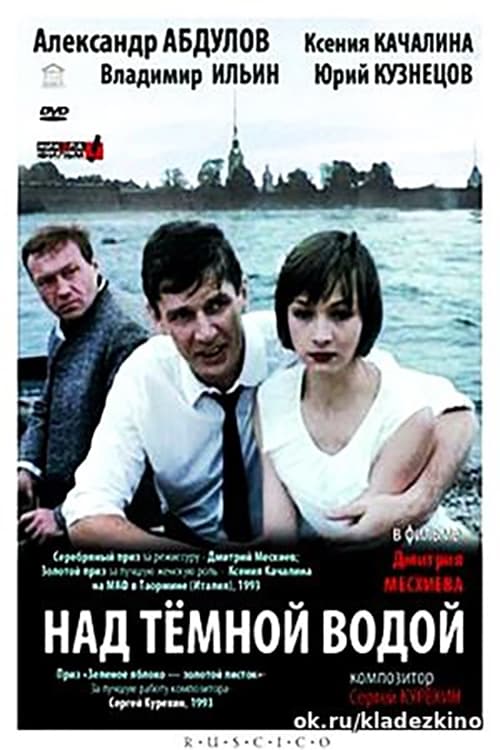 Александр АБДУЛОВ
Ксения КАЧАЛИНА
Владимир ИЛЬИН
Юрий КУЗНЕЦОВ
DVD
в фильме
Дмитрия
МЕСХИЕВА
Серебряный приз за режиссуру - Дмитрий Месхиев;
Золотой приз за лучшую женскую роль - Ксения Качалина
на МКФ в Таормине (Италия), 1993
НАД ТЁМНОЙ ВОДОЙ
Приз «Зеленое яблоко — золотой листок»
За лучшую работу композитора
Сергей Курехин, 1993
композитор
Сергей КУРЕХИН
ok.ru/kladezkino
R·U·S·C·I·C·O